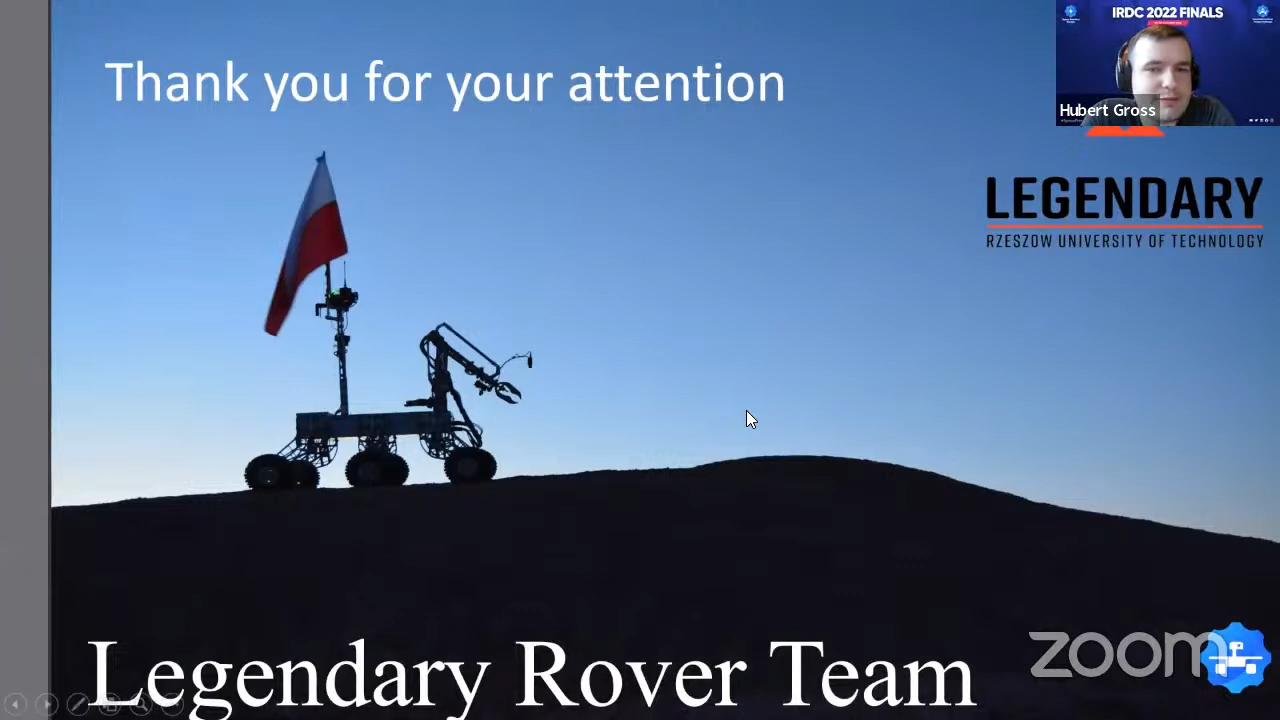 Thank you for your attention
IRDC 2022 FINALS
Hubert Gross
LEGENDARY
RZESZOW UNIVERSITY OF TECHNOLOGY
Legendary Rover Team
zoom